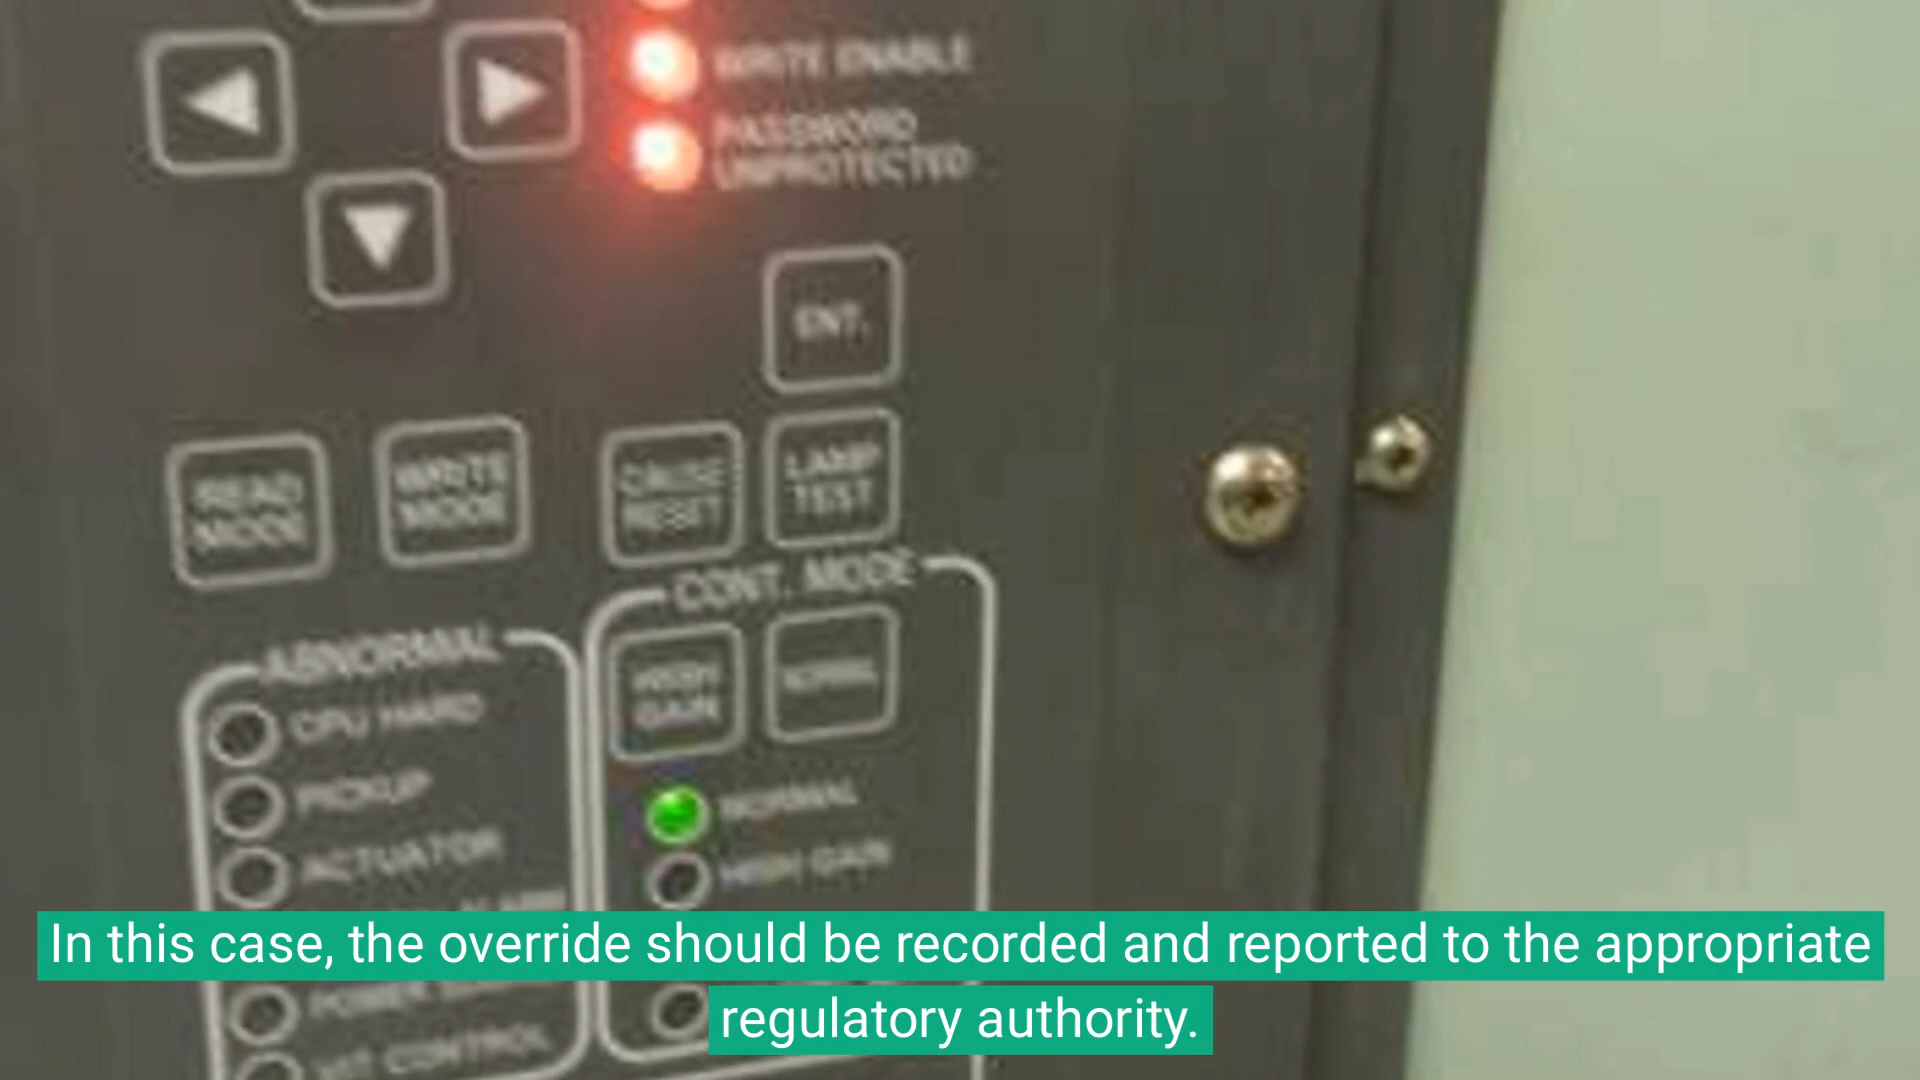 WRITE ENABLE
PASSWORD
UNPROTECTED
ENT.
READ
MODE
WRITE
MODE
CAUSE
RESET
LAMP
TEST
CONT. MODE
HIGH
GAIN
NORMAL
ABNORMAL
CPU HARD
PICKUP
ACTUATOR
NORMAL
HIGH GAIN
In this case, the override should be recorded and reported to the appropriate
regulatory authority.
POWER
CONTROL